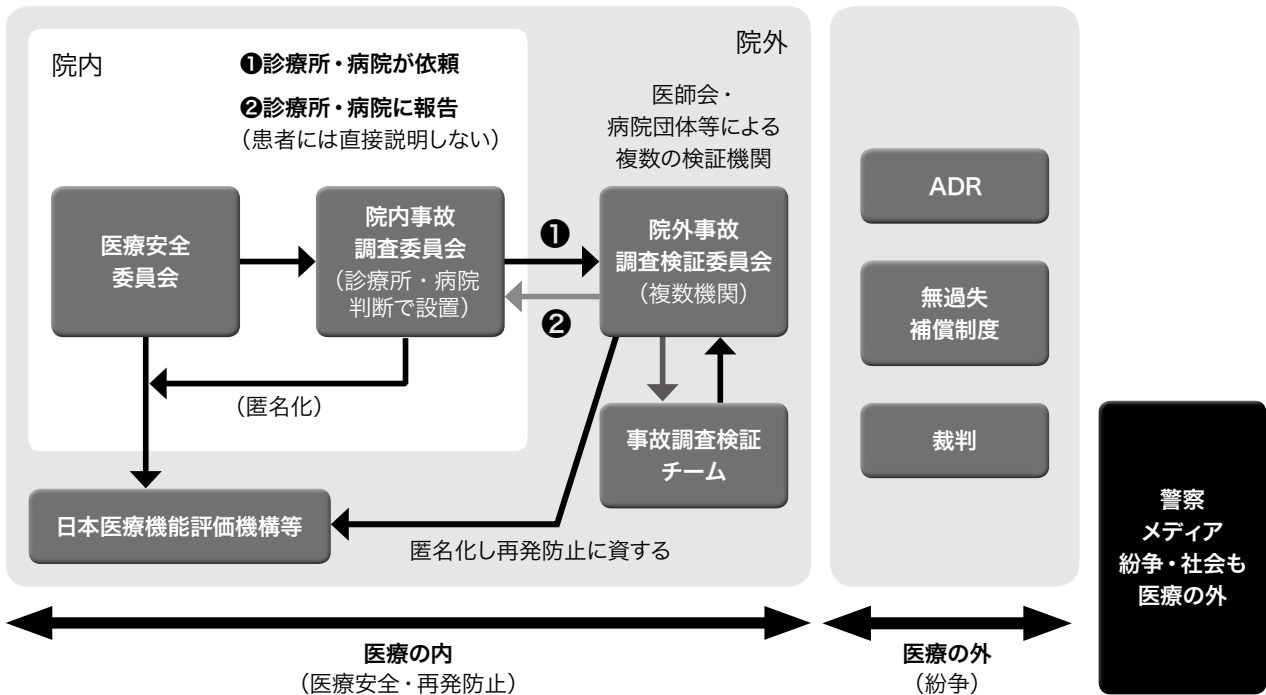 院内
❶診療所・病院が依頼
❷診療所・病院に報告
（患者には直接説明しない）
院外
医師会・
病院団体等による
複数の検証機関
医療安全
委員会
院内事故
調査委員会
（診療所・病院
判断で設置）
❶
❷
院外事故
調査検証委員会
（複数機関）
（匿名化）
事故調査検証
チーム
日本医療機能評価機構等
匿名化し再発防止に資する
ADR
無過失
補償制度
裁判
警察
メディア
紛争・社会も
医療の外
医療の内
（医療安全・再発防止）
医療の外
（紛争）